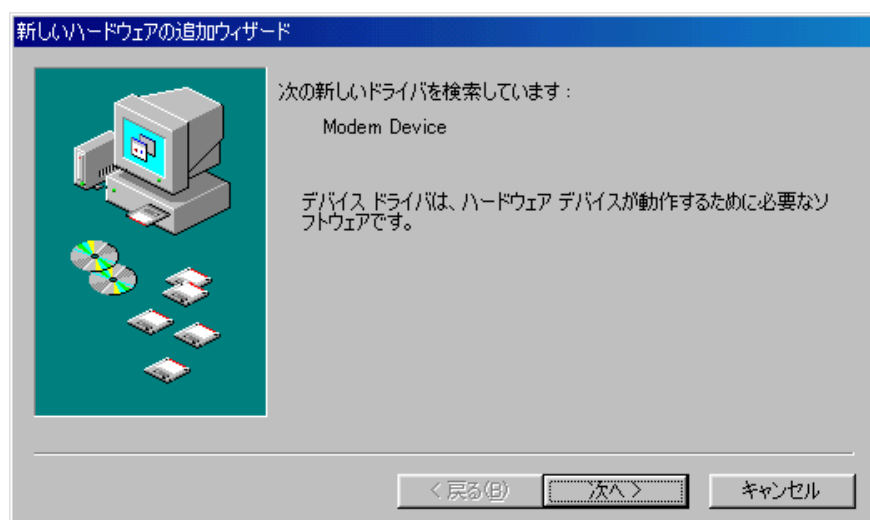 新しいハードウェアの追加ウィザード
次の新しいドライバを検索しています：
Modem Device
デバイス ドライバは、ハードウェア デバイスが動作するために必要なソ
フトウェアです。
< 戻る(B)
次へ >
キャンセル